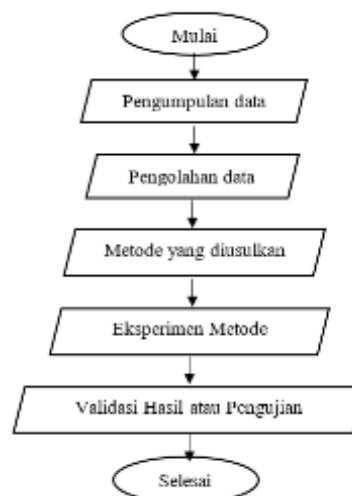 Mulai
Pengumpulan data
Pengolahan data
Metode yang diusulkan
Eksperimen Metode
Validasi Hasil atau Pengujian
Selesai